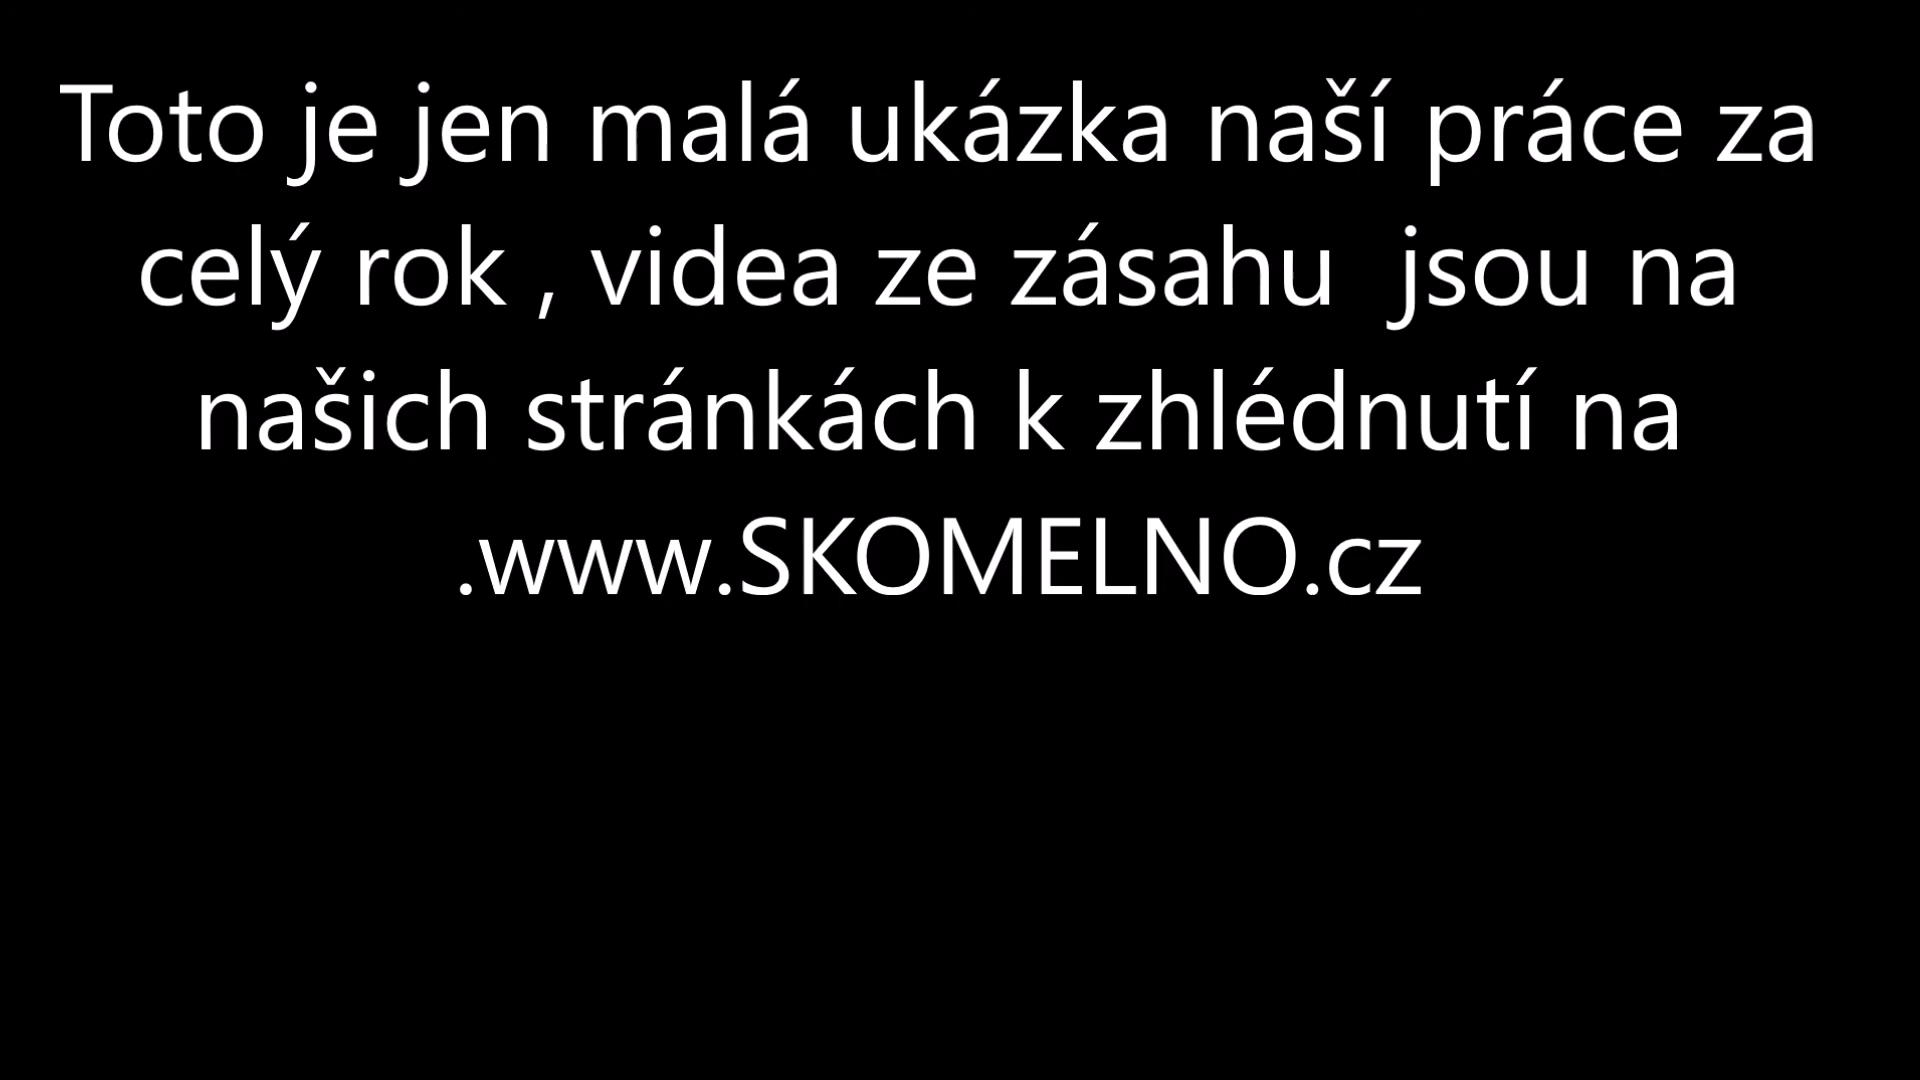 Toto je jen malá ukázka naší práce za
celý rok , videa ze zásahu  jsou na
našich stránkách k zhlédnutí na
.www.SKOMELNO.cz